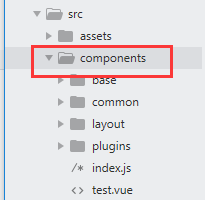 src
assets
components
base
common
layout
plugins
index.js
/* test.vue